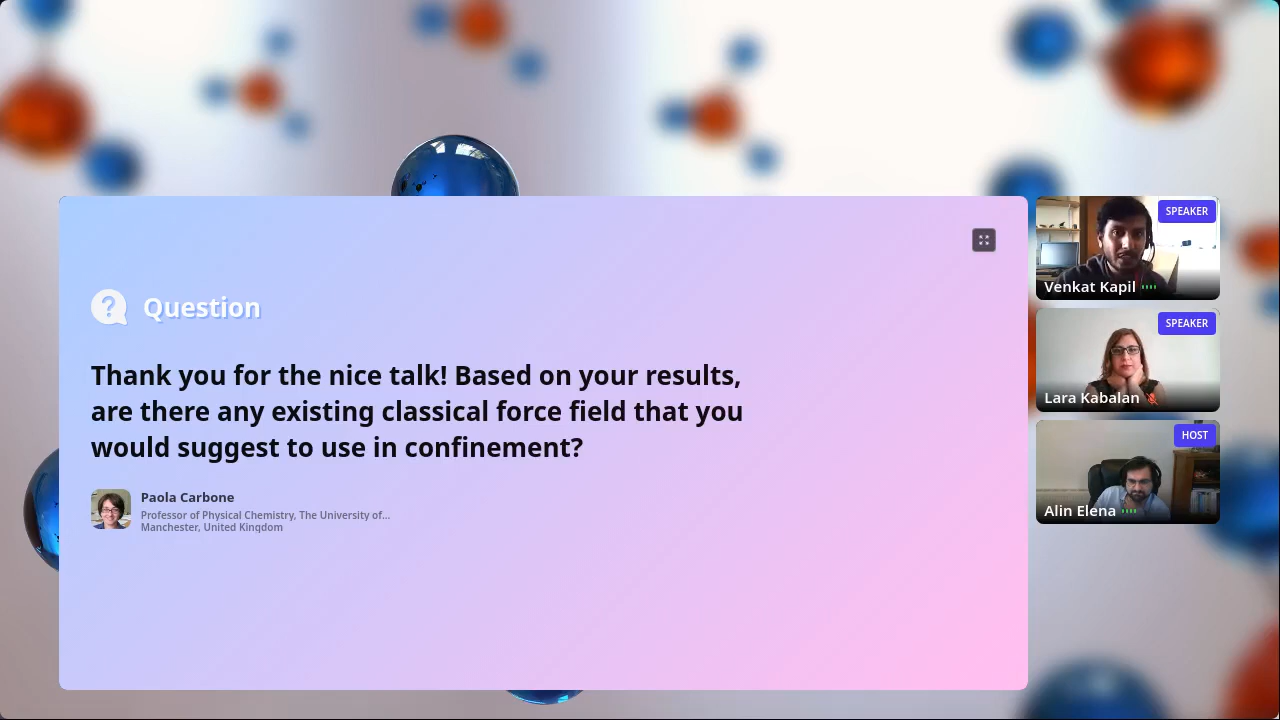 Question
Thank you for the nice talk! Based on your results,
are there any existing classical force field that you
would suggest to use in confinement?
Paola Carbone
Professor of Physical Chemistry, The University of...
Manchester, United Kingdom
SPEAKER
Venkat Kapil
SPEAKER
Lara Kabalan
HOST
Alin Elena